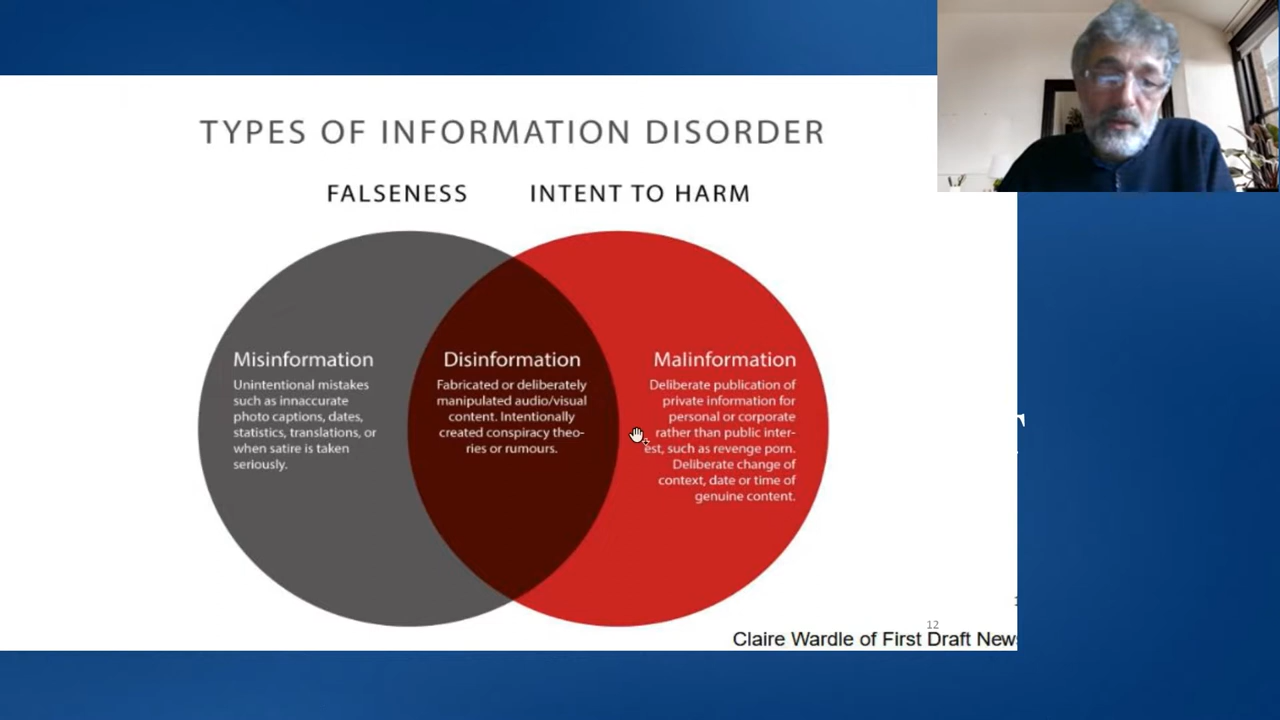 TYPES OF INFORMATION DISORDER
FALSENESS
INTENT TO HARM
Misinformation
Unintentional mistakes
such as innaccurate
photo captions, dates,
statistics, translations, or
when satire is taken
seriously.
Disinformation
Fabricated or deliberately
manipulated audio/visual
content. Intentionally
created conspiracy theo-
ries or rumours.
Malinformation
Deliberate publication of
private information for
personal or corporate
rather than public inter-
est, such as revenge porn.
Deliberate change of
context, date or time of
genuine content.
12
Claire Wardle of First Draft News